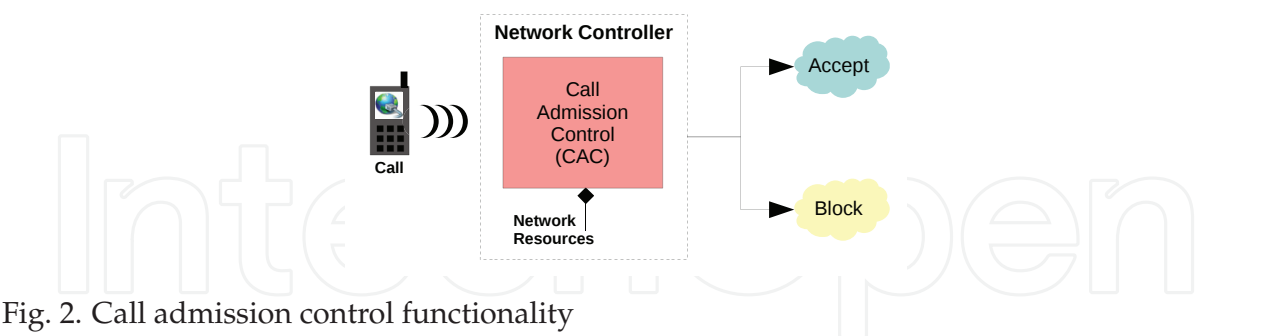 Network Controller
Call
Admission
Control
(CAC)
Call
Network
Resources
Accept
Block
IntechOpen
Fig. 2. Call admission control functionality